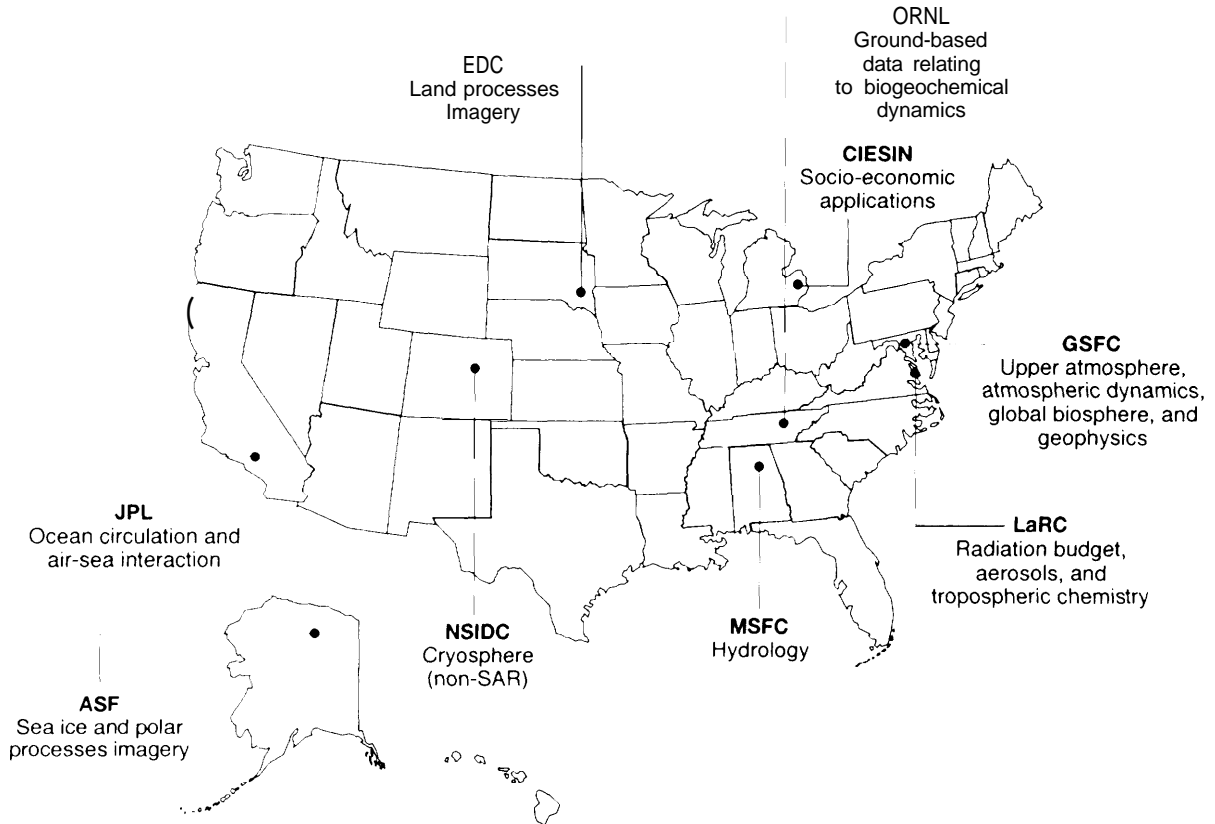 ORNL
Ground-based
data relating
to biogeochemical
dynamics
EDC
Land processes
Imagery
CIESIN
Socio-economic
applications
GSFC
Upper atmosphere,
atmospheric dynamics,
global biosphere, and
geophysics
JPL
Ocean circulation and
air-sea interaction
LaRC
Radiation budget,
aerosols, and
tropospheric chemistry
NSIDC
Cryosphere
(non-SAR)
MSFC
Hydrology
ASF
Sea ice and polar
processes imagery